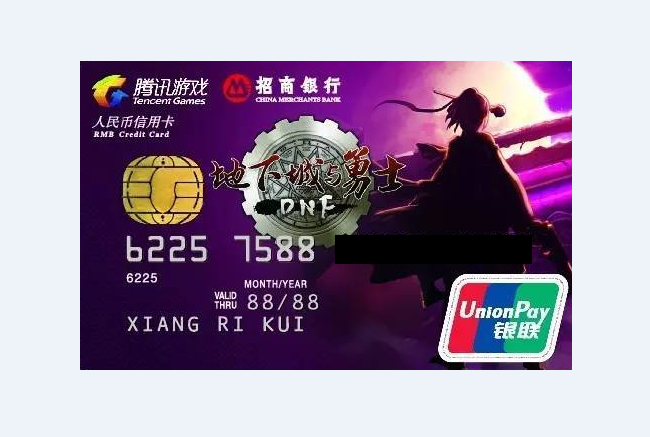 腾讯游戏
Tencent Games
招商银行
CHINA MERCHANTS BANK
人民币信用卡
RMB Credit Card
地下城与勇士
DNF
6225 7588
6225
MONTH/YEAR
VALID THRU 88/88
XIANG RI KUI
UnionPay
银联